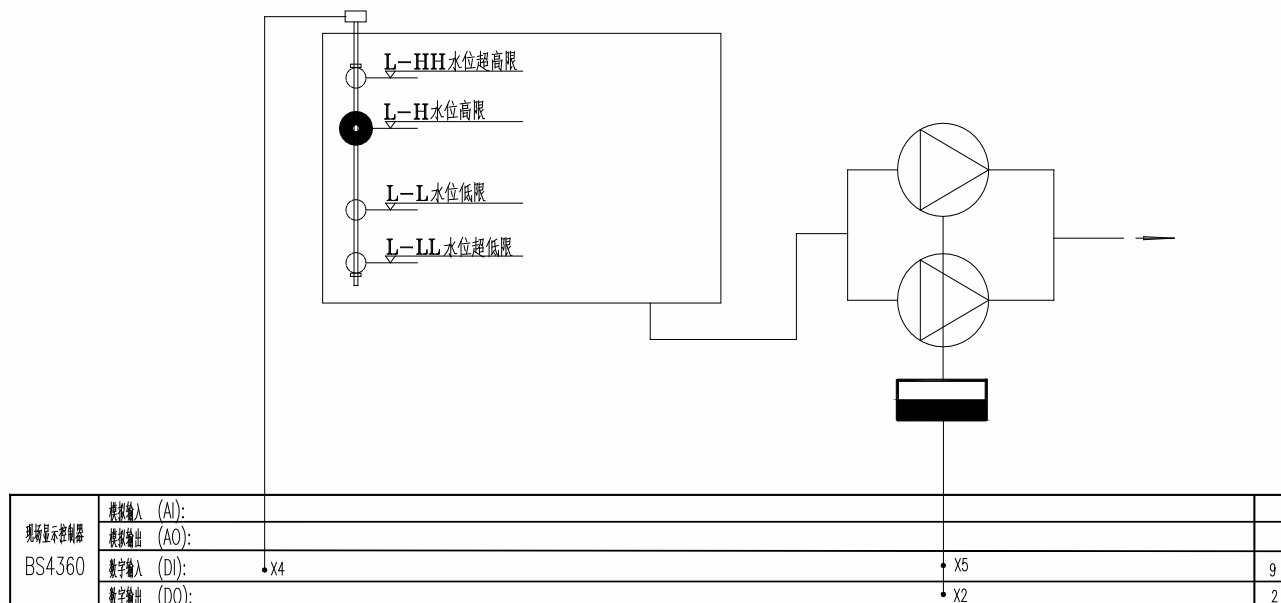 L-HH水位超高限
L-H水位高限
L-L水位低限
L-LL水位超低限
现场显示控制器
BS4360
模拟输入 (AI):
模拟输出 (AO):
数字输入 (DI): X4 X5 9
数字输出 (DO): X2 2